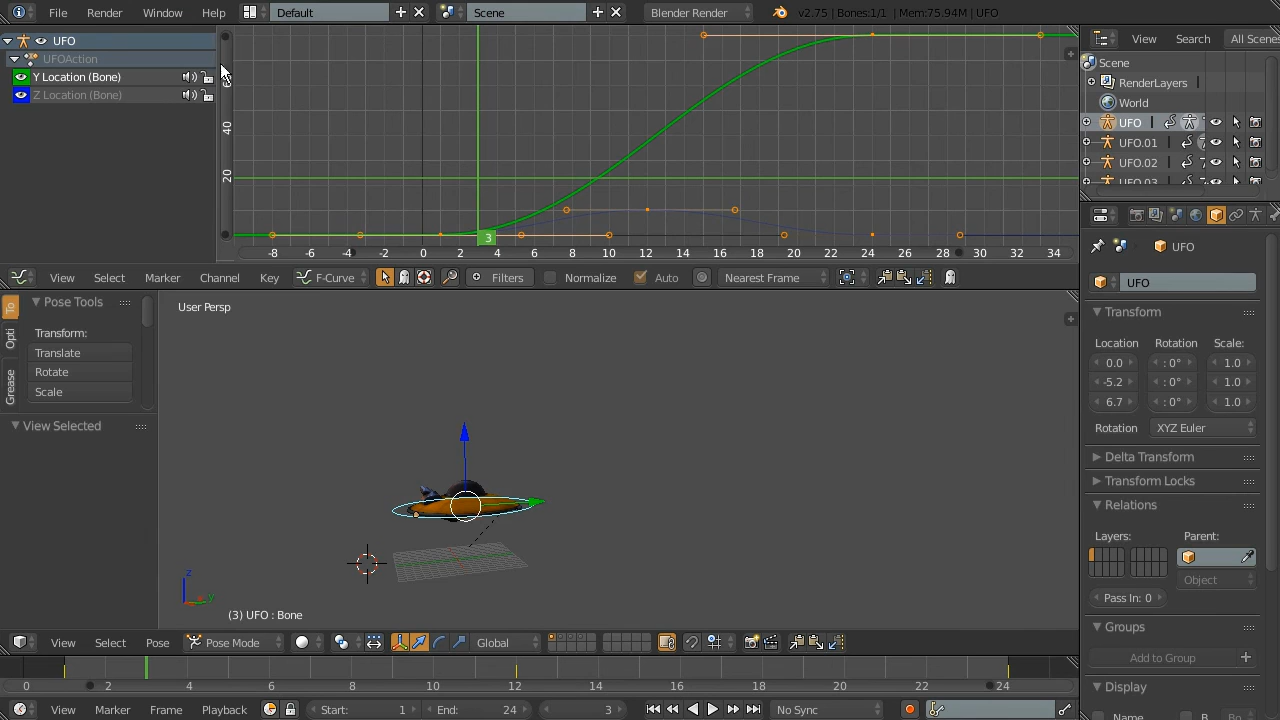 File Render Window Help Default Scene Blender Render v2.75 | Bones:1/1 | Mem:75.94M | UFO
UFO
UFOAction
Y Location (Bone)
Z Location (Bone)
60
40
20
3
-8 -6 -4 -2 0 2 4 6 8 10 12 14 16 18 20 22 24 26 28 30 32 34
View Select Marker Channel Key F-Curve Filters Normalize Auto Nearest Frame
To
Opti
Grease
Pose Tools
Transform:
Translate
Rotate
Scale
View Selected
User Persp
z
y
(3) UFO : Bone
View Select Pose Pose Mode Global
0 2 4 6 8 10 12 14 16 18 20 22 24
View Marker Frame Playback Start: 1 End: 24 3 No Sync
View Search All Scenes
Scene
RenderLayers
World
UFO
UFO.01
UFO.02
UFO.03
UFO
UFO
Transform
Location Rotation Scale:
0.0 : 0° 1.0
-5.2 : 0° 1.0
6.7 : 0° 1.0
Rotation XYZ Euler
Delta Transform
Transform Locks
Relations
Layers: Parent:
Object
Pass In: 0
Groups
Add to Group
Display